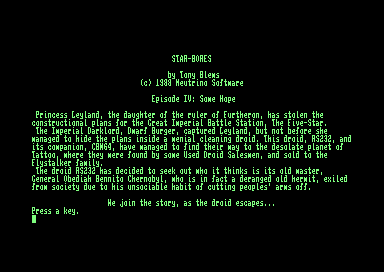 STAR-BORES
by Tony Blews
(c) 1988 Neutrino Software
Episode IV: Some Hope
Princess Leyland, the daughter of the ruler of Furtheron, has stolen the
constructional plans for the Great Imperial Battle Station, The Five-Star.
The Imperial Darklord, Dwarf Burger, captured Leyland, but not before she
managed to hide the plans inside a menial cleaning droid. This droid, RS232, and
its companion, CBM64, have managed to find their way to the desolate planet of
Tattoo, where they were found by some Used Droid Salesmen, and sold to the
Flystalker family.
The droid RS232 has decided to seek out who it thinks is its old master,
General Obediah Bennito Chernobyl, who is in fact a deranged old hermit, exiled
from society due to his unsociable habit of cutting peoples' arms off.
We join the story, as the droid escapes...
Press a key.